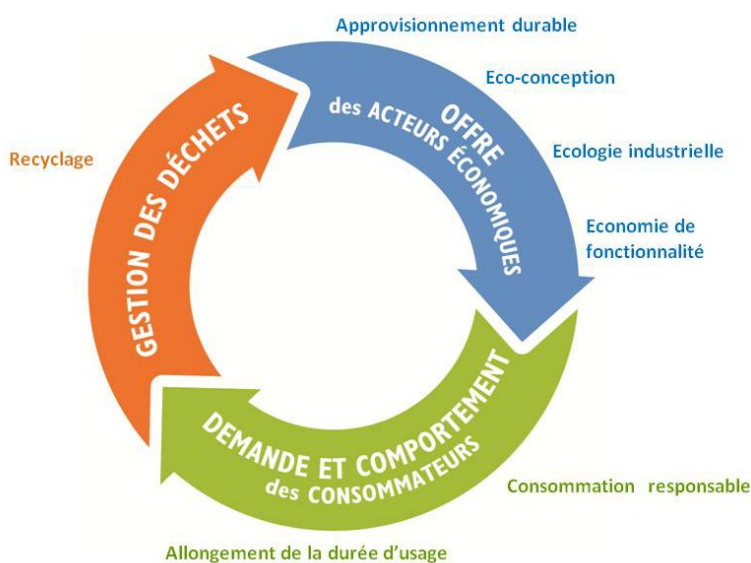 Approvisionnement durable
Eco-conception
OFFRE
des ACTEURS ÉCONOMIQUES
Ecologie industrielle
Economie de
fonctionnalité
DEMANDE ET COMPORTEMENT
des CONSOMMATEURS
Consommation responsable
Allongement de la durée d'usage
GESTION DES DÉCHETS
Recyclage